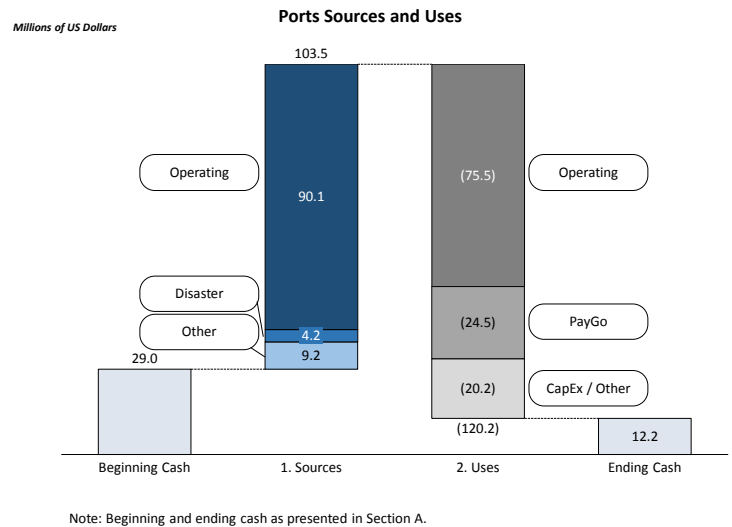 Ports Sources and Uses
Millions of US Dollars
103.5
Operating
90.1
(75.5)
Operating
Disaster
Other
4.2
9.2
(24.5)
PayGo
29.0
(20.2)
CapEx / Other
(120.2)
12.2
Beginning Cash
1. Sources
2. Uses
Ending Cash
Note: Beginning and ending cash as presented in Section A.